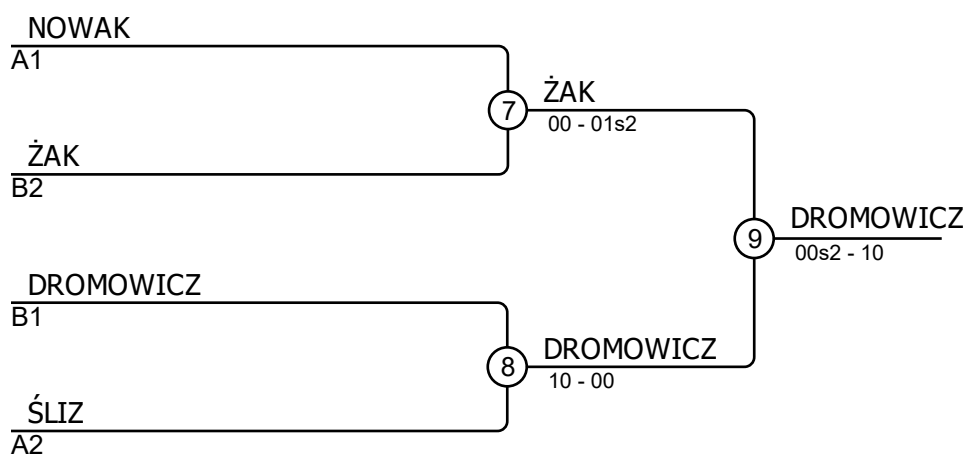 NOWAK
A1
7
ŻAK
00 - 01s2
ŻAK
B2
9
DROMOWICZ
00s2 - 10
DROMOWICZ
B1
8
DROMOWICZ
10 - 00
ŚLIZ
A2